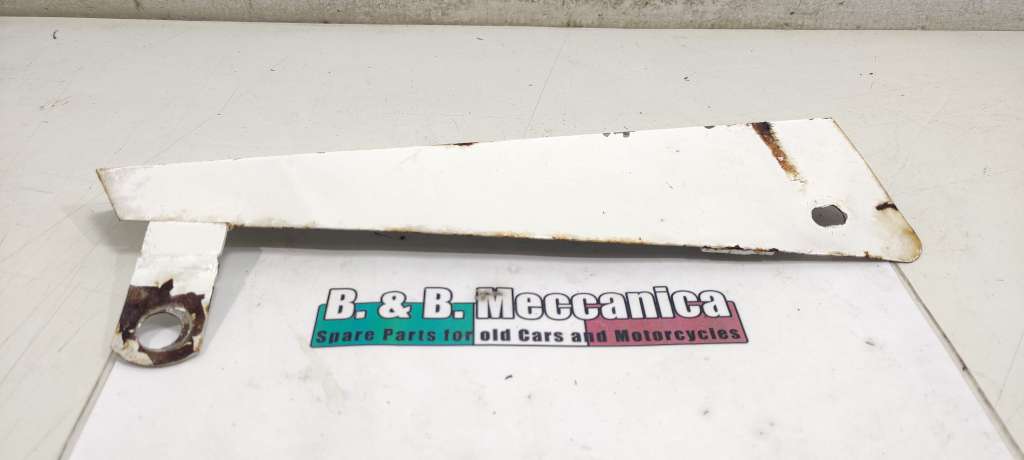 B. & B. Meccanica
Spare Parts for old Cars and Motorcycles